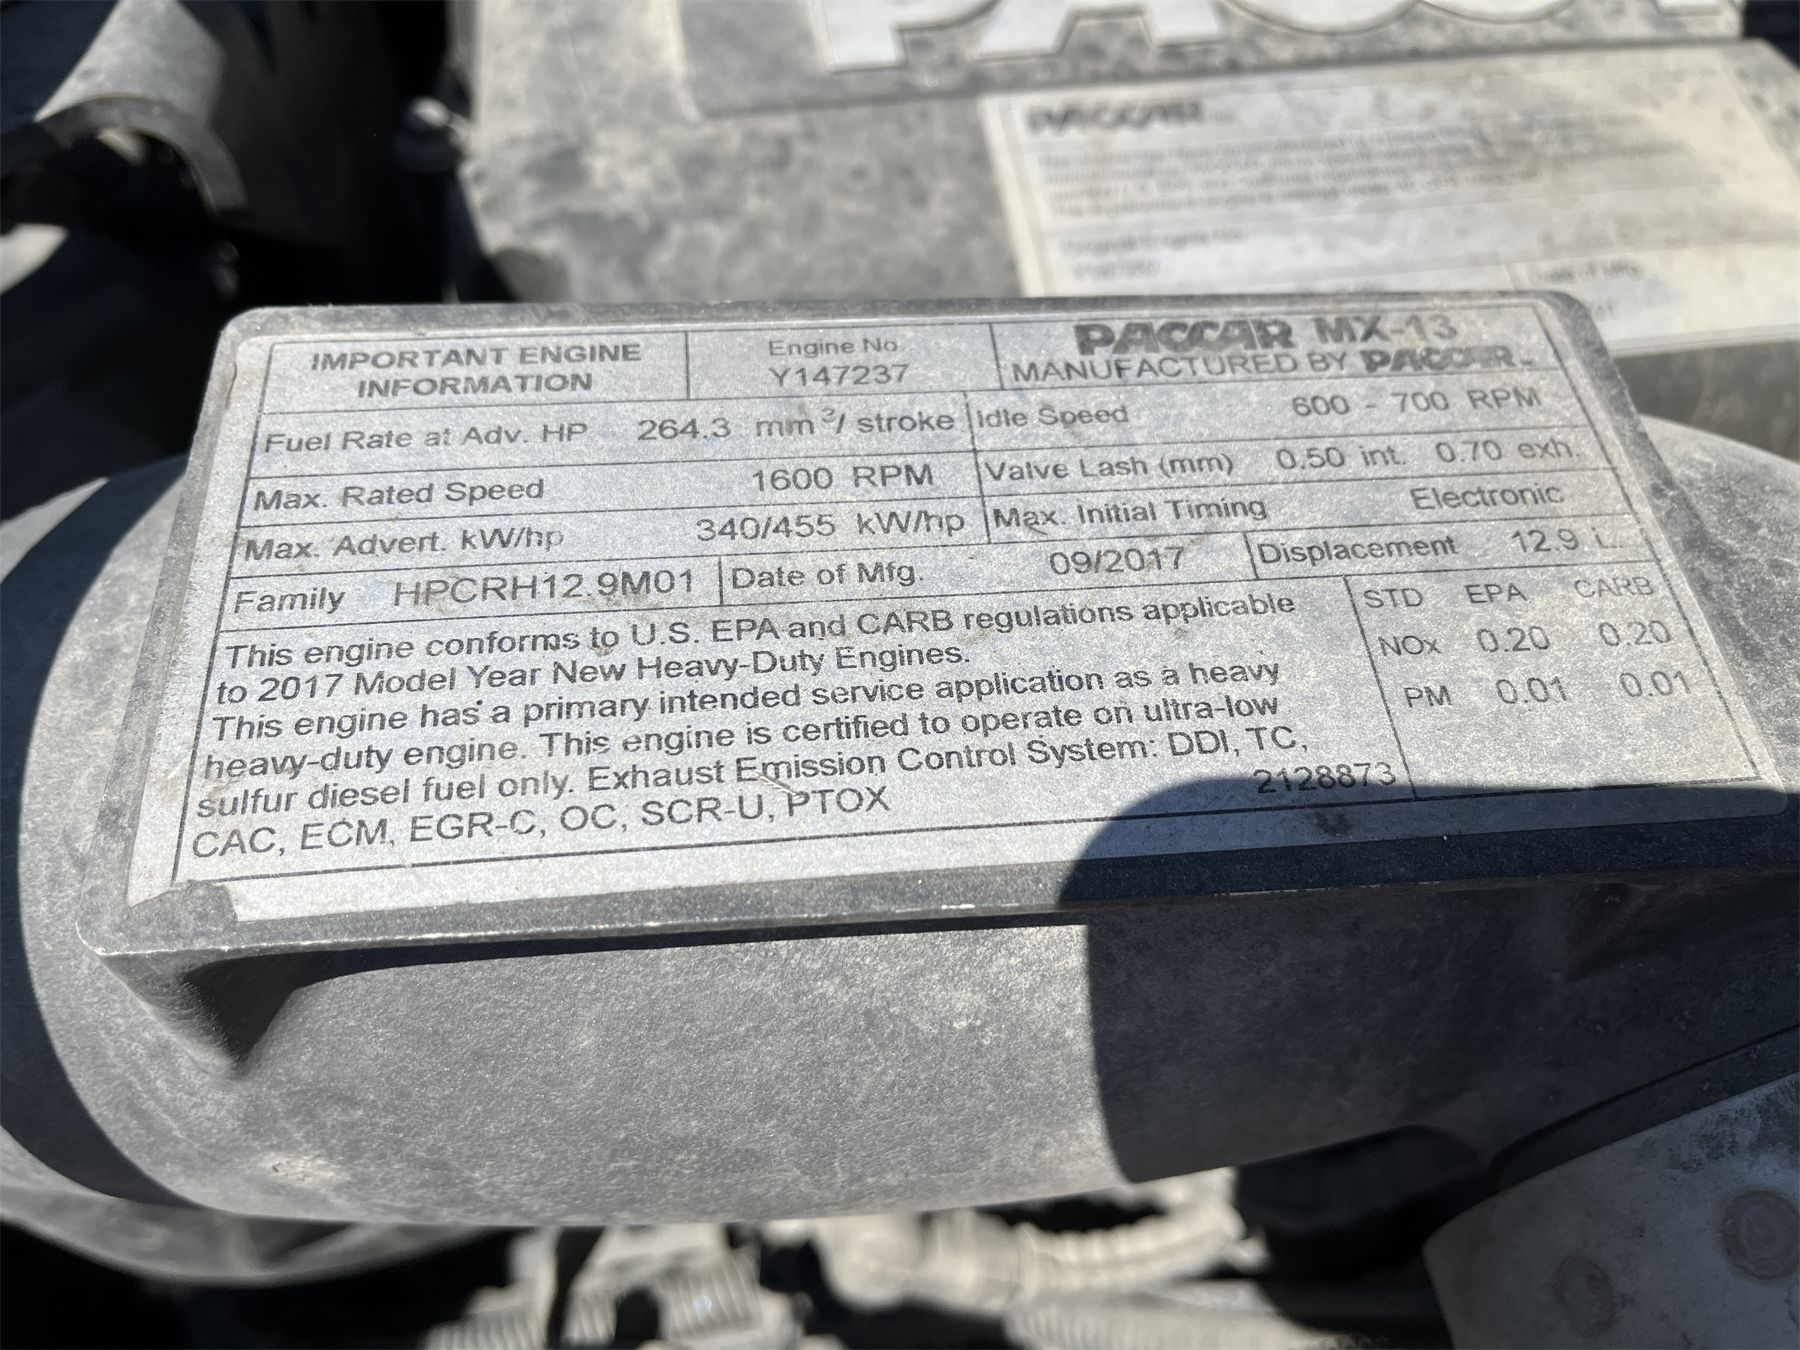 PACCAR
IMPORTANT ENGINE
INFORMATION
Engine No
Y147237
PACCAR MX-13
MANUFACTURED BY PACCAR
Fuel Rate at Adv. HP 264.3 mm³/ stroke
Idle Speed 600 - 700 RPM
Max. Rated Speed 1600 RPM
Valve Lash (mm) 0.50 int. 0.70 exh.
Max. Advert. kW/hp 340/455 kW/hp
Max. Initial Timing Electronic
Family HPCRH12.9M01
Date of Mfg. 09/2017
Displacement 12.9 L.
This engine conforms to U.S. EPA and CARB regulations applicable
to 2017 Model Year New Heavy-Duty Engines.
This engine has a primary intended service application as a heavy
heavy-duty engine. This engine is certified to operate on ultra-low
sulfur diesel fuel only. Exhaust Emission Control System: DDI, TC,
CAC, ECM, EGR-C, OC, SCR-U, PTOX
2128873
STD EPA CARB
NOx 0.20 0.20
PM 0.01 0.01